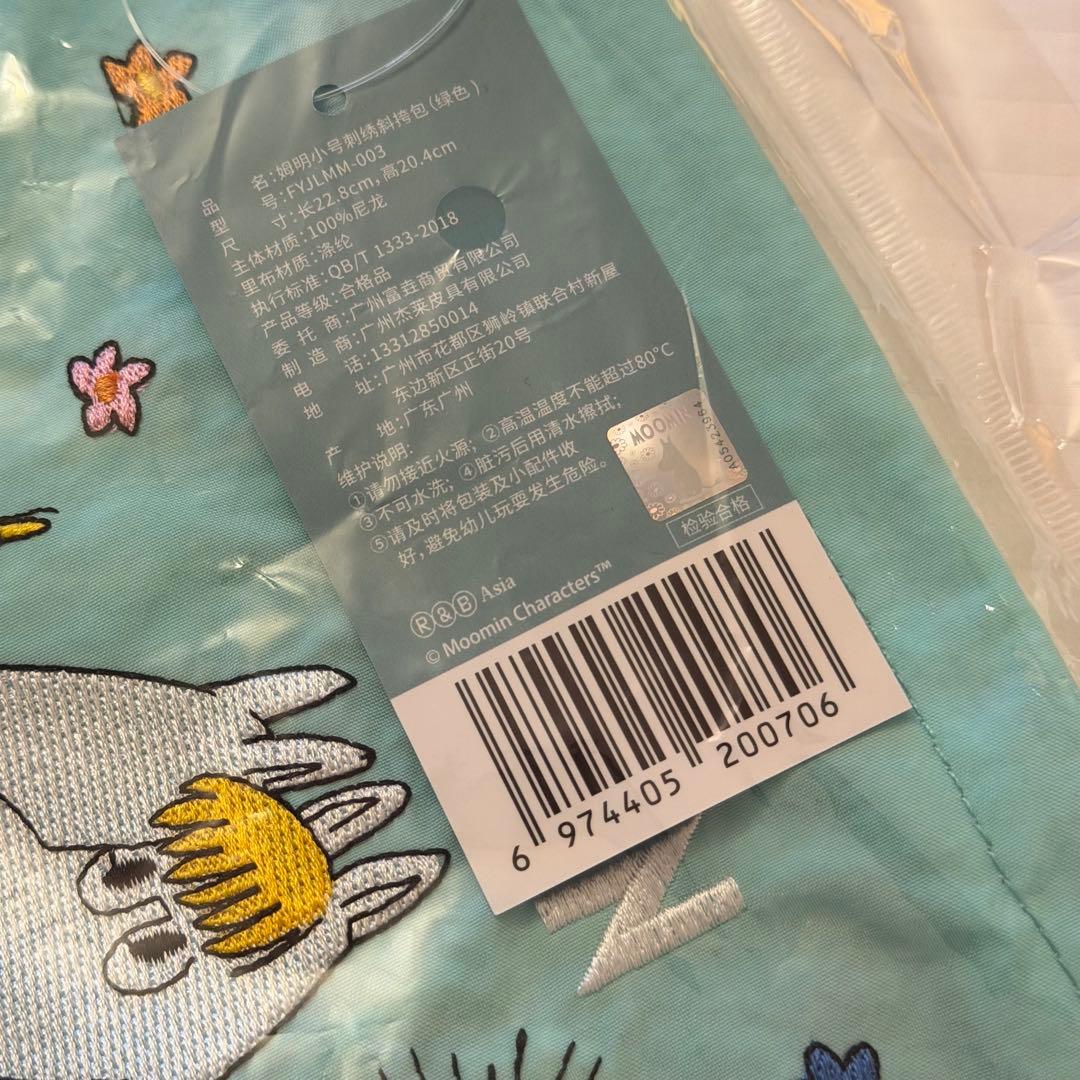 品 名:姆明小号刺绣斜挎包(绿色)
型 号:FYJLMM-003
尺 寸:长22.8cm,高20.4cm
主体材质:100%尼龙
里布材质:涤纶
执行标准:QB/T 1333-2018
产品等级:合格品
委 托 商:广州富壵商贸有限公司
制 造 商:广州杰莱皮具有限公司
电 话:13312850014
地 址:广州市花都区狮岭镇联合村新屋
东边新区正街20号
产 地:广东广州
维护说明:
①请勿接近火源; ②高温温度不能超过80°C
③不可水洗; ④脏污后用清水擦拭;
⑤请及时将包装及小配件收
好,避免幼儿玩耍发生危险。
MOOMIN
A05423964
检验合格
R&B Asia
© Moomin Characters™
6 974405 200706